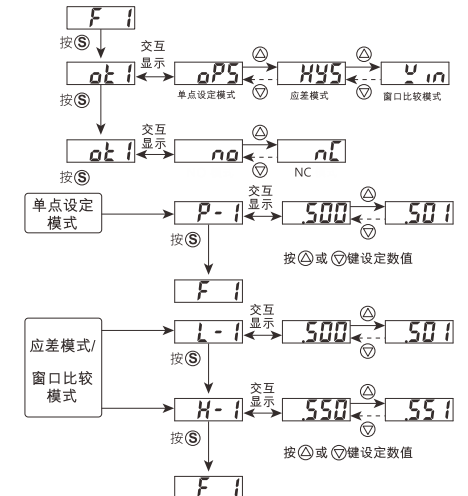 F 1
按Ⓢ
交互
显示
ot 1
oPS
HYS
Y in
单点设定模式
应差模式
窗口比较模式
按Ⓢ
交互
显示
ot 1
no
nC
NC
按Ⓢ
单点设定
模式
交互
显示
P-1
.500
.501
按Ⓢ
按△或▽键设定数值
F 1
应差模式/
窗口比较
模式
交互
显示
L-1
.500
.501
按Ⓢ
交互
显示
H-1
.550
.551
按Ⓢ
按△或▽键设定数值
F 1